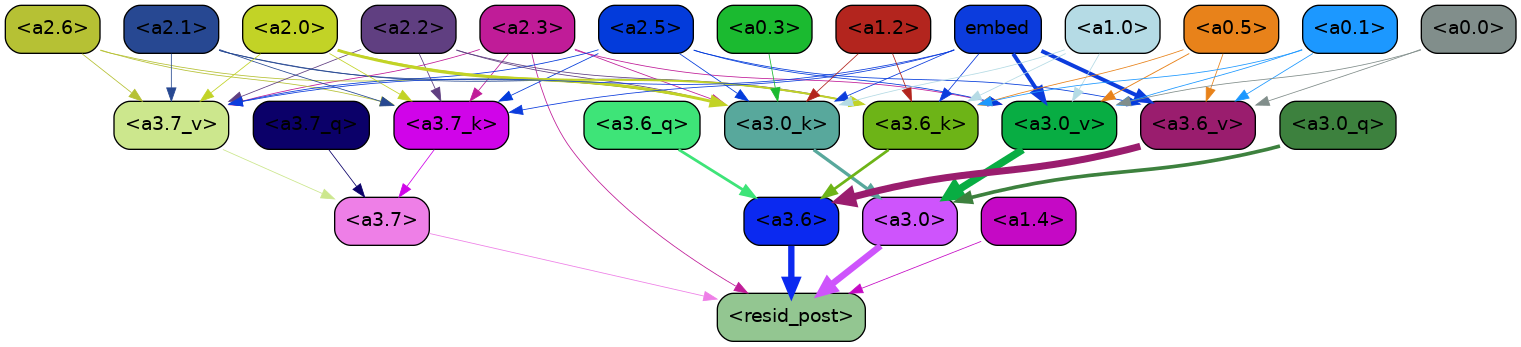 <a2.6> <a2.1> <a2.0> <a2.2> <a2.3> <a2.5> <a0.3> <a1.2> embed <a1.0> <a0.5> <a0.1> <a0.0>
<a3.7_v> <a3.7_q> <a3.7_k> <a3.6_q> <a3.0_k> <a3.6_k> <a3.0_v> <a3.6_v> <a3.0_q>
<a3.7> <a3.6> <a3.0> <a1.4>
<resid_post>